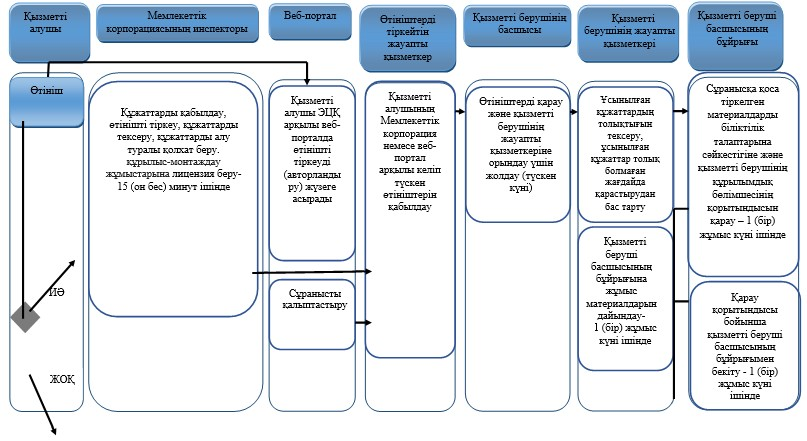 Қызметті
алушы
Мемлекеттік
корпорациясының инспекторы
Веб-портал
Өтініштерді
тіркейтін
жауапты
қызметкер
Қызметті берушінің
басшысы
Қызметті
берушінің жауапты
қызметкері
Қызметті беруші
басшысының
бұйрығы
Өтініш
Құжаттарды қабылдау,
өтінішті тіркеу, құжаттарды
тексеру, құжаттарды алу
туралы қолхат беру.
құрылыс-монтаждау
жұмыстарына лицензия беру-
15 (он бес) минут ішінде
Қызметті
алушы ЭЦҚ
арқылы веб-
порталда
өтінішті
тіркеуді
(авторланды
ру) жүзеге
асырады
Сұранысты
қалыптастыру
Қызметті
алушының
Мемлекеттік
корпорация
немесе веб-
портал
арқылы келіп
түскен
өтініштерін
қабылдау
Өтініштерді қарау
және қызметті
берушінің
жауапты
қызметкеріне
орындау үшін
жолдау (түскен
күні)
Ұсынылған
құжаттардың
толықтығын
тексеру,
ұсынылған
құжаттар толық
болмаған
жағдайда
қарастырудан
бас тарту
Қызметті
беруші
басшысының
бұйрығына
жұмыс
материалдарын
дайындау-
1 (бір) жұмыс
күні ішінде
Сұранысқа қоса
тіркелген
материалдарды
біліктілік
талаптарына
сәйкестігіне және
қызметті берушінің
құрылымдық
бөлімшесінің
қорытындысын
қарау – 1 (бір)
жұмыс күні ішінде
Қарау
қорытындысы
бойынша
қызметті беруші
басшысының
бұйрығымен
бекіту - 1 (бір)
жұмыс күні
ішінде
ИӘ
ЖОҚ